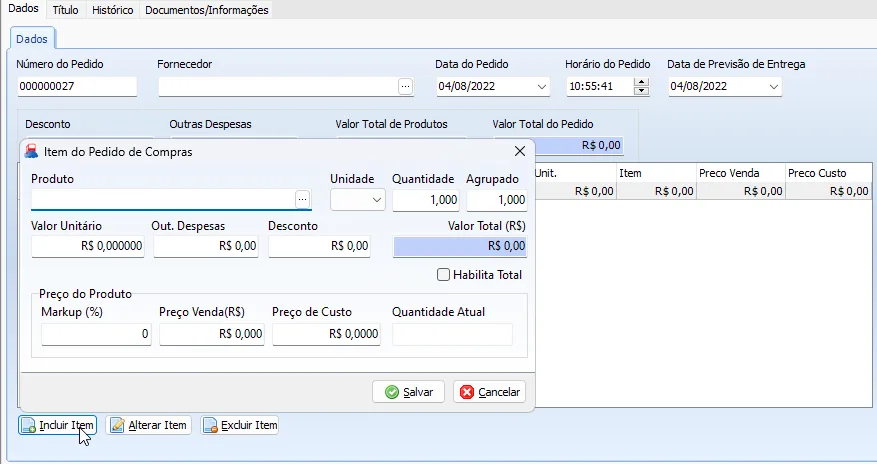 Dados Título Histórico Documentos/Informações
Dados
Número do Pedido Fornecedor Data do Pedido Horário do Pedido Data de Previsão de Entrega
000000027 ... 04/08/2022 10:55:41 04/08/2022
Desconto Outras Despesas Valor Total de Produtos Valor Total do Pedido
R$ 0,00
Item do Pedido de Compras
Unit. Item Preco Venda Preco Custo
R$ 0,00 R$ 0,00 R$ 0,00 R$ 0,00
Produto Unidade Quantidade Agrupado
... 1,000 1,000
Valor Unitário Out. Despesas Desconto Valor Total (R$)
R$ 0,000000 R$ 0,00 R$ 0,00 R$ 0,00
Habilita Total
Preço do Produto
Markup (%) Preço Venda(R$) Preço de Custo Quantidade Atual
0 R$ 0,000 R$ 0,0000
Salvar Cancelar
Incluir Item Alterar Item Excluir Item